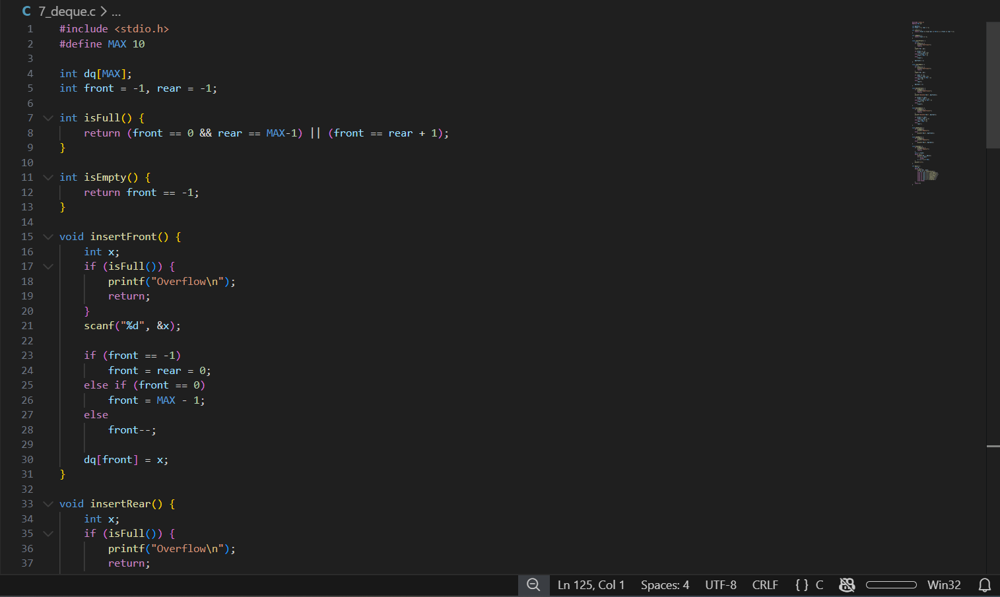 C 7_deque.c > ...
1 #include <stdio.h>
2 #define MAX 10
3
4 int dq[MAX];
5 int front = -1, rear = -1;
6
7 int isFull() {
8     return (front == 0 && rear == MAX-1) || (front == rear + 1);
9 }
10
11 int isEmpty() {
12     return front == -1;
13 }
14
15 void insertFront() {
16     int x;
17     if (isFull()) {
18         printf("Overflow\n");
19         return;
20     }
21     scanf("%d", &x);
22
23     if (front == -1)
24         front = rear = 0;
25     else if (front == 0)
26         front = MAX - 1;
27     else
28         front--;
29
30     dq[front] = x;
31 }
32
33 void insertRear() {
34     int x;
35     if (isFull()) {
36         printf("Overflow\n");
37         return;
Ln 125, Col 1 Spaces: 4 UTF-8 CRLF { } C Win32